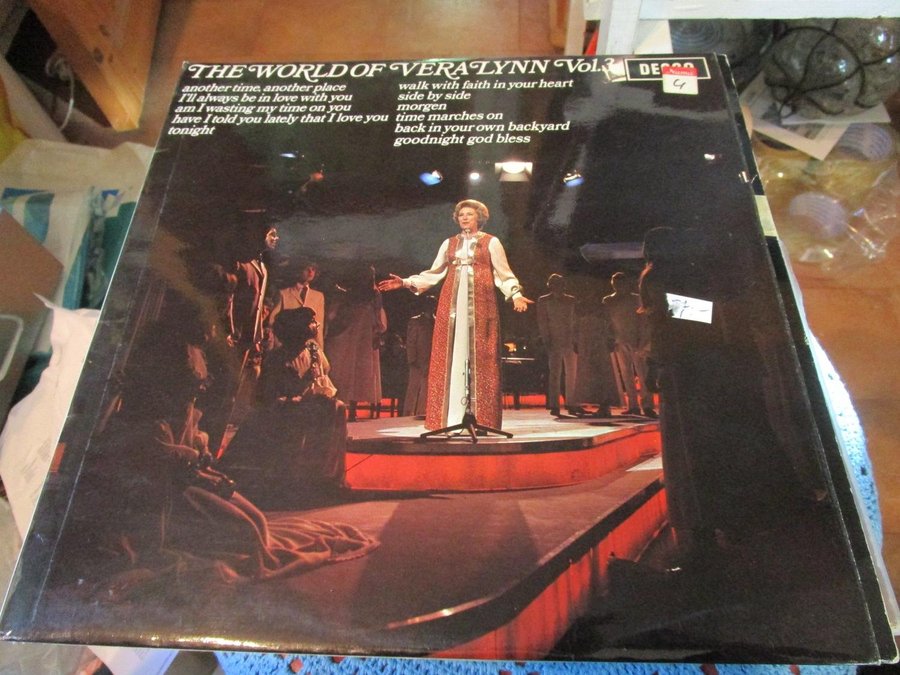 THE WORLD OF VERA LYNN Vol.3
DECCA
another time, another place
I'll always be in love with you
am I wasting my time on you
have I told you lately that I love you
tonight
walk with faith in your heart
side by side
morgen
time marches on
back in your own backyard
goodnight god bless